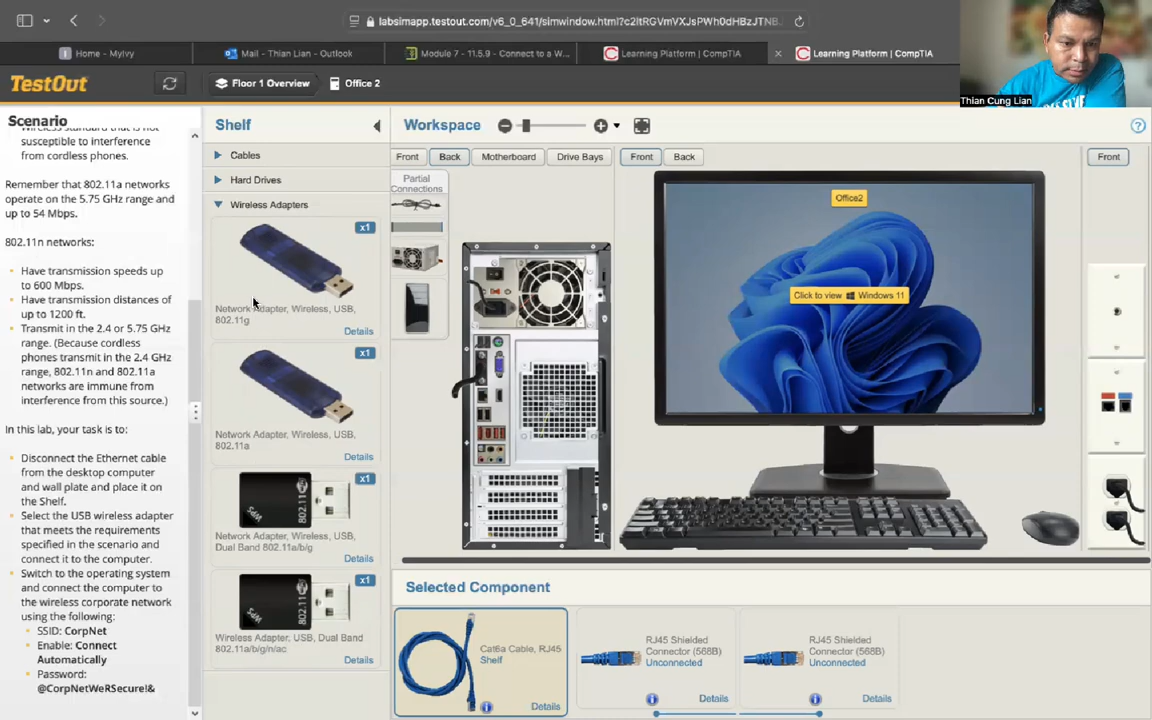 labsimapp.testout.com/v6_0_641/simwindow.html?c2ltRGVmVXJsPWh0dHBzJTNB...
Home - MyIvy
Mail - Thian Lian - Outlook
Module 7 - 11.5.9 - Connect to a W...
Learning Platform | CompTIA
Learning Platform | CompTIA
Thian Cung Lian
TestOut
Floor 1 Overview
Office 2
Scenario
Wireless standard that is not
susceptible to interference
from cordless phones.
Remember that 802.11a networks
operate on the 5.75 GHz range and
up to 54 Mbps.
802.11n networks:
Have transmission speeds up
to 600 Mbps.
Have transmission distances of
up to 1200 ft.
Transmit in the 2.4 or 5.75 GHz
range. (Because cordless
phones transmit in the 2.4 GHz
range, 802.11n and 802.11a
networks are immune from
interference from this source.)
In this lab, your task is to:
Disconnect the Ethernet cable
from the desktop computer
and wall plate and place it on
the Shelf.
Select the USB wireless adapter
that meets the requirements
specified in the scenario and
connect it to the computer.
Switch to the operating system
and connect the computer to
the wireless corporate network
using the following:
SSID: CorpNet
Enable: Connect
Automatically
Password:
@CorpNetWeRSecure!&
Shelf
Cables
Hard Drives
Wireless Adapters
x1
Network Adapter, Wireless, USB,
802.11g
Details
x1
Network Adapter, Wireless, USB,
802.11a
Details
x1
WPS
802.11
Network Adapter, Wireless, USB,
Dual Band 802.11a/b/g
Details
x1
WPS
802.11
Wireless Adapter, USB, Dual Band
802.11a/b/g/n/ac
Details
Workspace
Front
Back
Motherboard
Drive Bays
Front
Back
Front
Partial
Connections
Office2
Click to view Windows 11
Selected Component
Cat6a Cable, RJ45
Shelf
Details
RJ45 Shielded
Connector (568B)
Unconnected
Details
RJ45 Shielded
Connector (568B)
Unconnected
Details